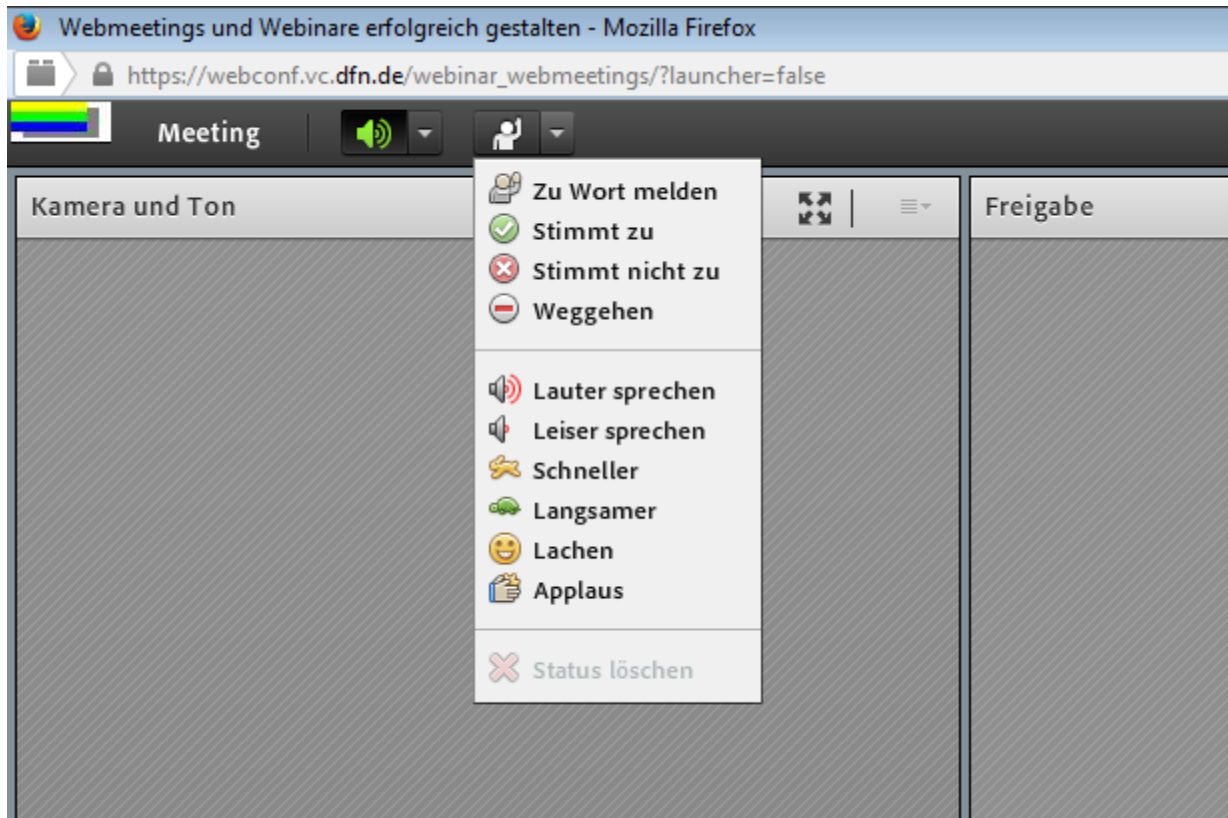 Webmeetings und Webinare erfolgreich gestalten - Mozilla Firefox
https://webconf.vc.dfn.de/webinar_webmeetings/?launcher=false
Meeting
Kamera und Ton
Freigabe
Zu Wort melden
Stimmt zu
Stimmt nicht zu
Weggehen
Lauter sprechen
Leiser sprechen
Schneller
Langsamer
Lachen
Applaus
Status löschen